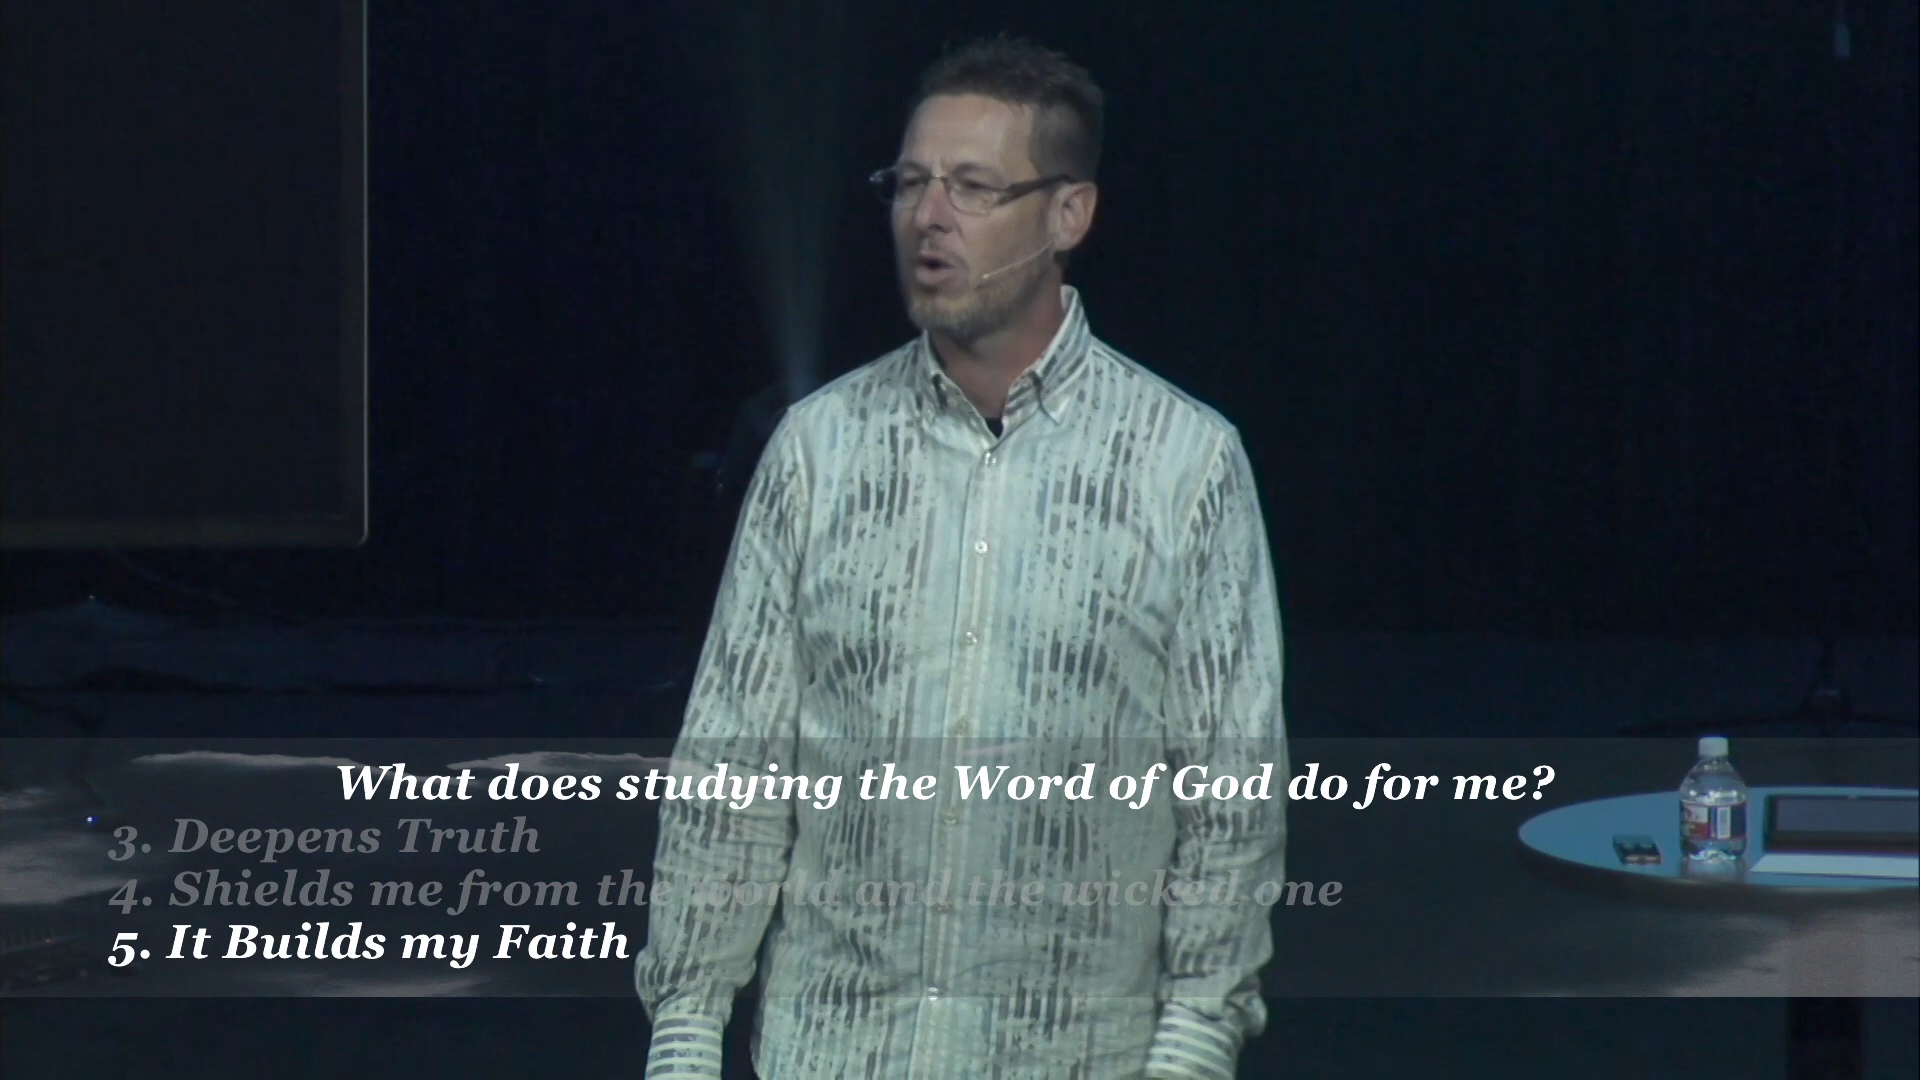 What does studying the Word of God do for me?
3. Deepens Truth
4. Shields me from the world and the wicked one
5. It Builds my Faith